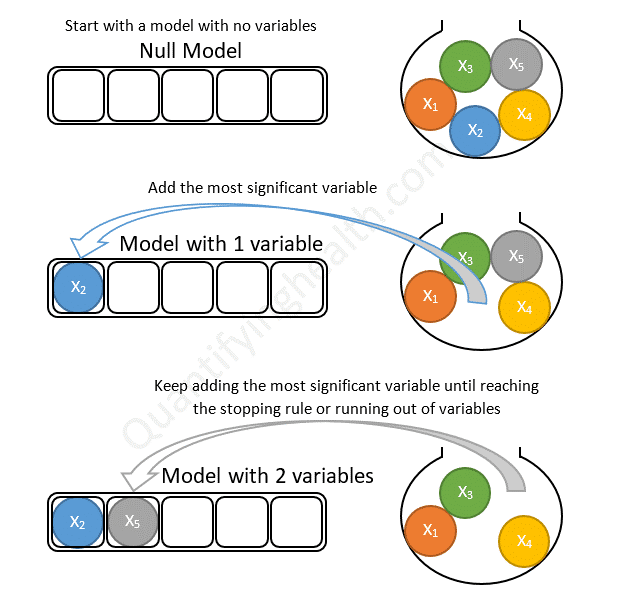 Start with a model with no variables
Null Model
X3
X5
X1
X4
X2
Add the most significant variable
Model with 1 variable
X3
X5
X2
X1
X4
Keep adding the most significant variable until reaching
the stopping rule or running out of variables
Model with 2 variables
X3
X2
X5
X1
X4
Quantifyinghealth.com